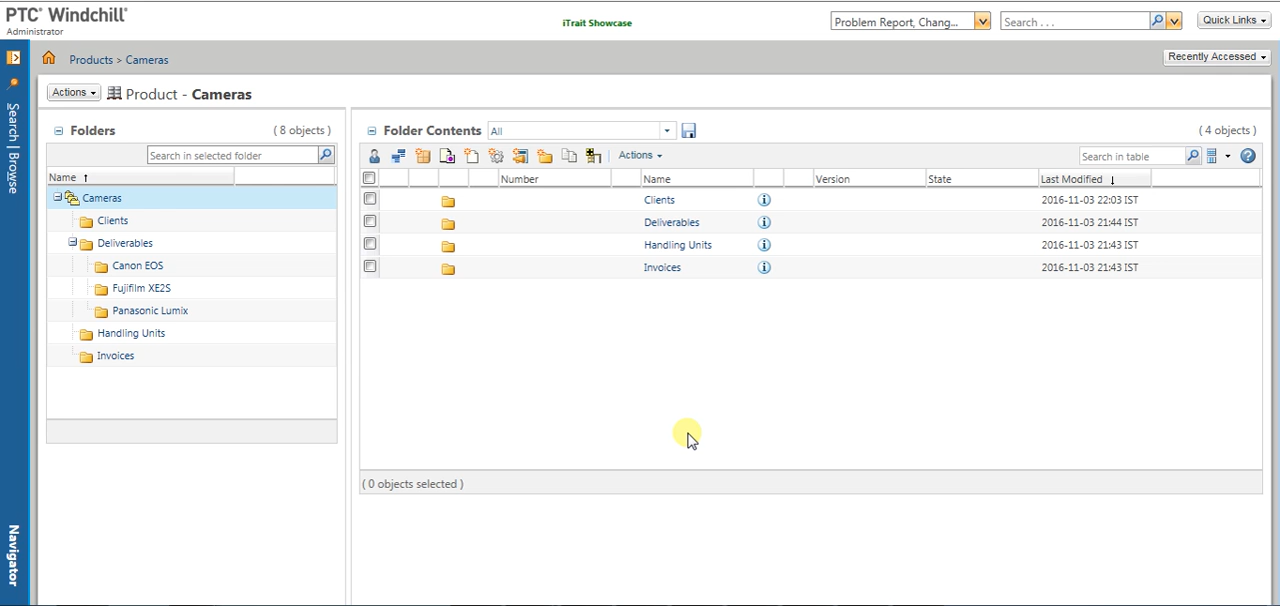 PTC® Windchill®
Administrator
iTrait Showcase
Problem Report, Chang...
Search . . .
Quick Links
Products > Cameras
Recently Accessed
Search | Browse
Navigator
Actions
Product - Cameras
Folders
( 8 objects )
Search in selected folder
Name
Cameras
Clients
Deliverables
Canon EOS
Fujifilm XE2S
Panasonic Lumix
Handling Units
Invoices
Folder Contents
All
( 4 objects )
Actions
Search in table
Number Name Version State Last Modified
Clients 2016-11-03 22:03 IST
Deliverables 2016-11-03 21:44 IST
Handling Units 2016-11-03 21:43 IST
Invoices 2016-11-03 21:43 IST
( 0 objects selected )